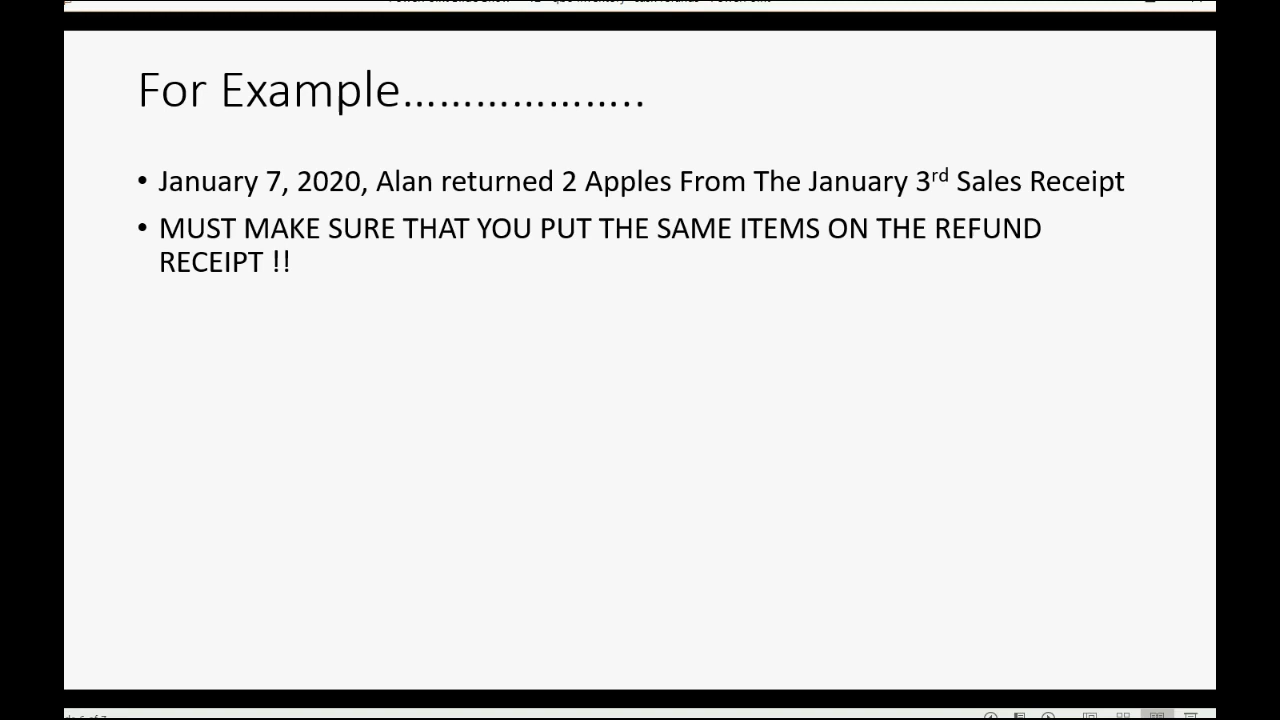 For Example………………..
• January 7, 2020, Alan returned 2 Apples From The January 3rd Sales Receipt
• MUST MAKE SURE THAT YOU PUT THE SAME ITEMS ON THE REFUND
RECEIPT !!